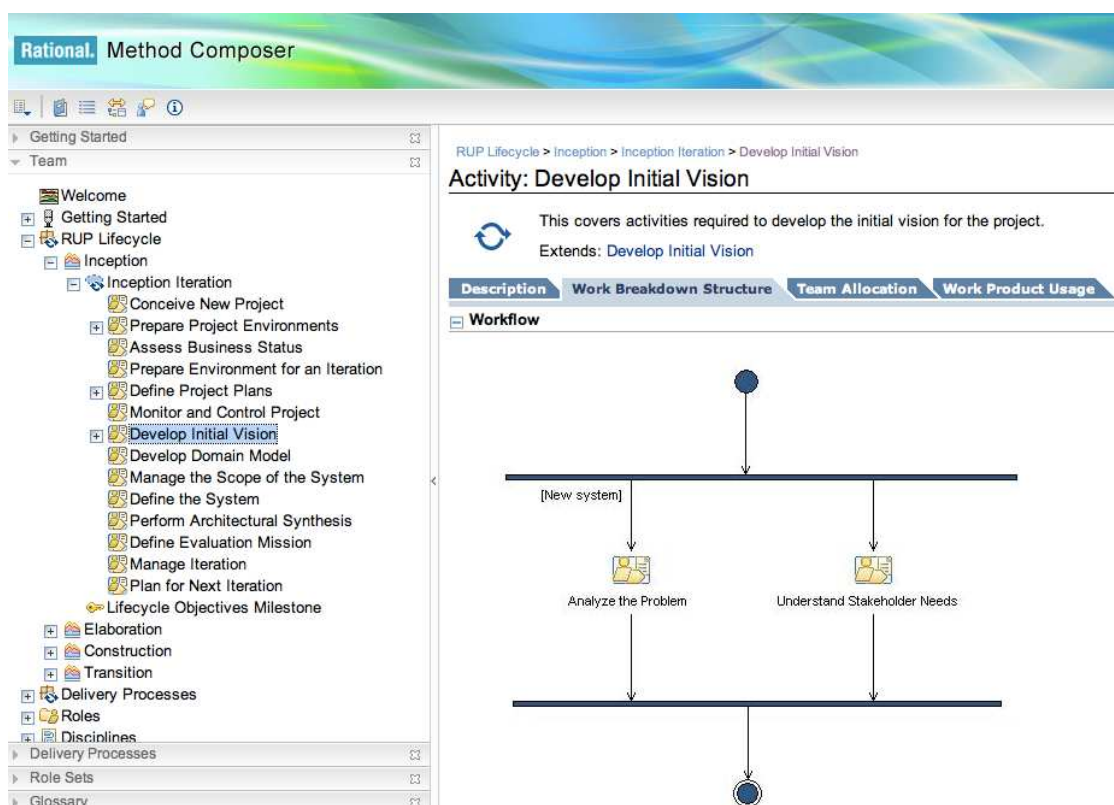 Rational. Method Composer
Getting Started
Team
Welcome
Getting Started
RUP Lifecycle
Inception
Inception Iteration
Conceive New Project
Prepare Project Environments
Assess Business Status
Prepare Environment for an Iteration
Define Project Plans
Monitor and Control Project
Develop Initial Vision
Develop Domain Model
Manage the Scope of the System
Define the System
Perform Architectural Synthesis
Define Evaluation Mission
Manage Iteration
Plan for Next Iteration
Lifecycle Objectives Milestone
Elaboration
Construction
Transition
Delivery Processes
Roles
Disciplines
Delivery Processes
Role Sets
Glossary
RUP Lifecycle > Inception > Inception Iteration > Develop Initial Vision
Activity: Develop Initial Vision
This covers activities required to develop the initial vision for the project.
Extends: Develop Initial Vision
Description Work Breakdown Structure Team Allocation Work Product Usage
Workflow
[New system]
Analyze the Problem Understand Stakeholder Needs